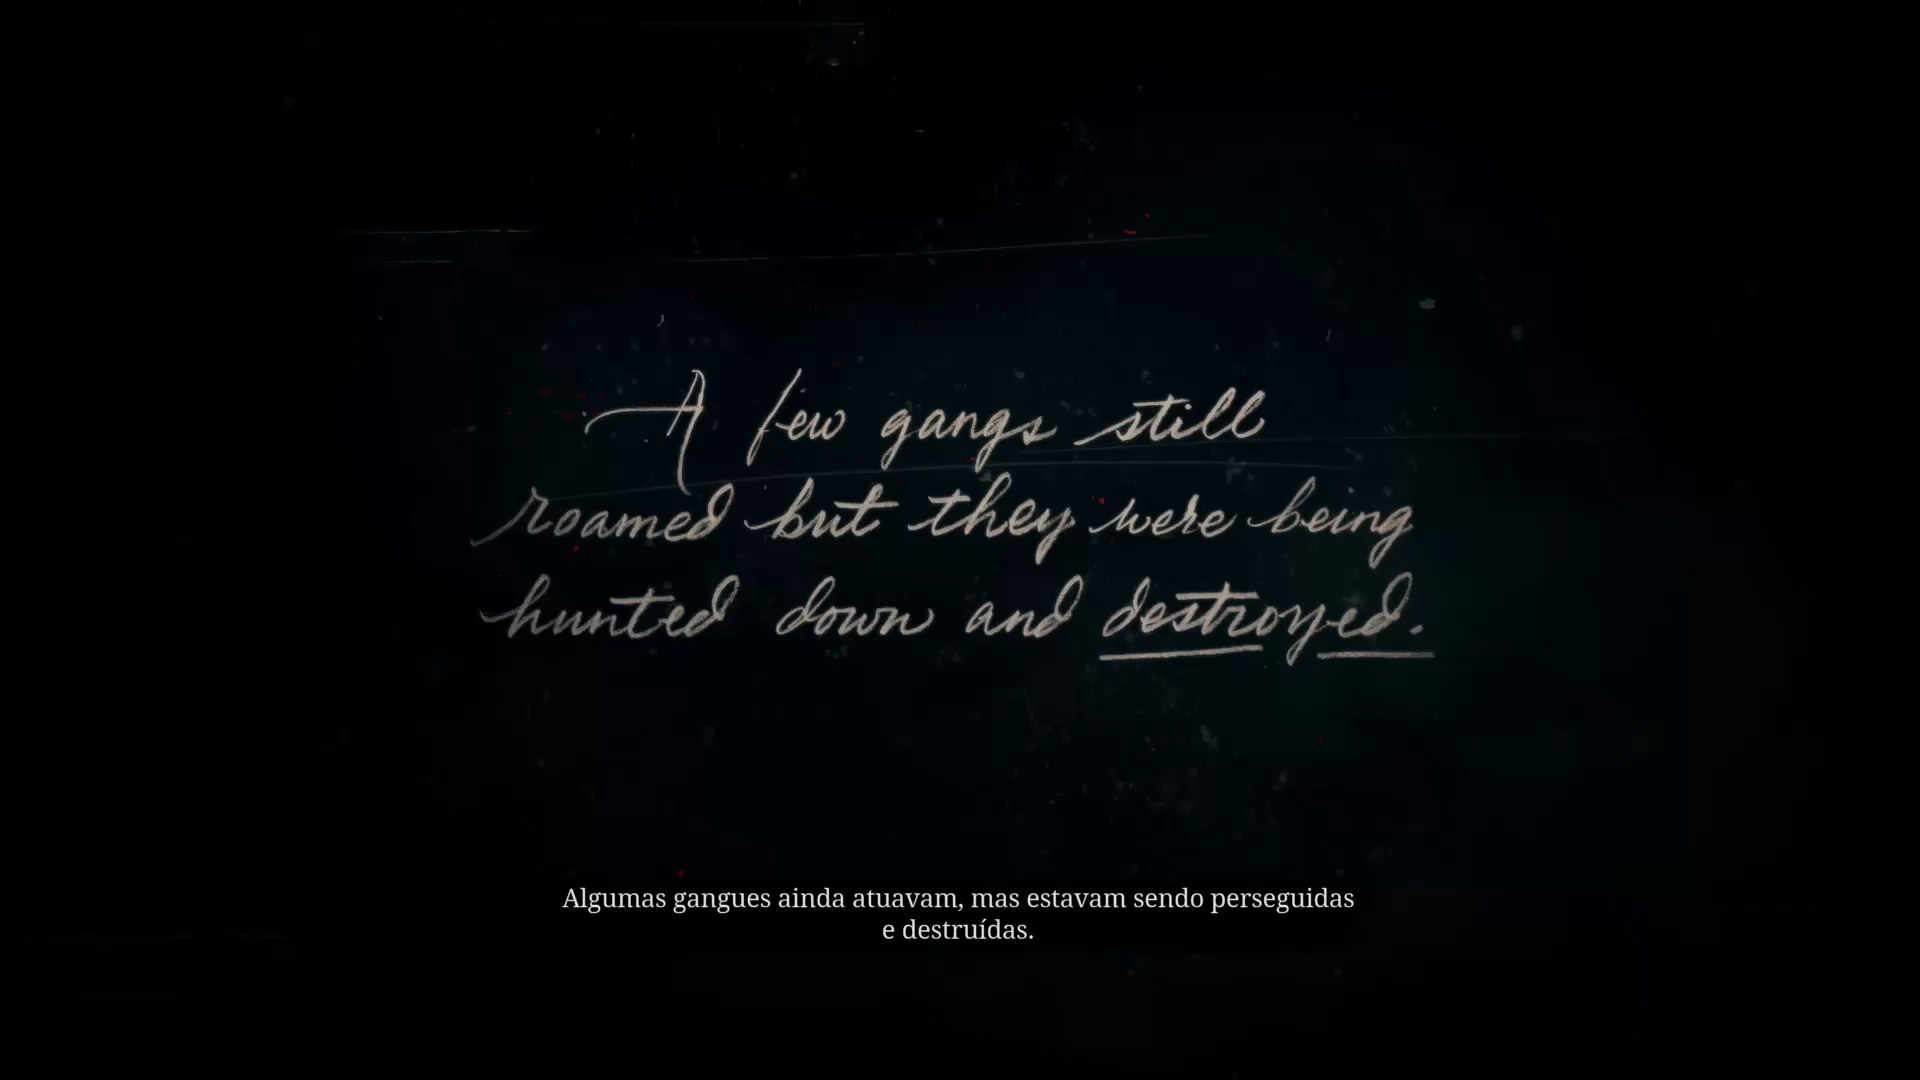 A few gangs still
roamed but they were being
hunted down and destroyed.
Algumas gangues ainda atuavam, mas estavam sendo perseguidas
e destruídas.